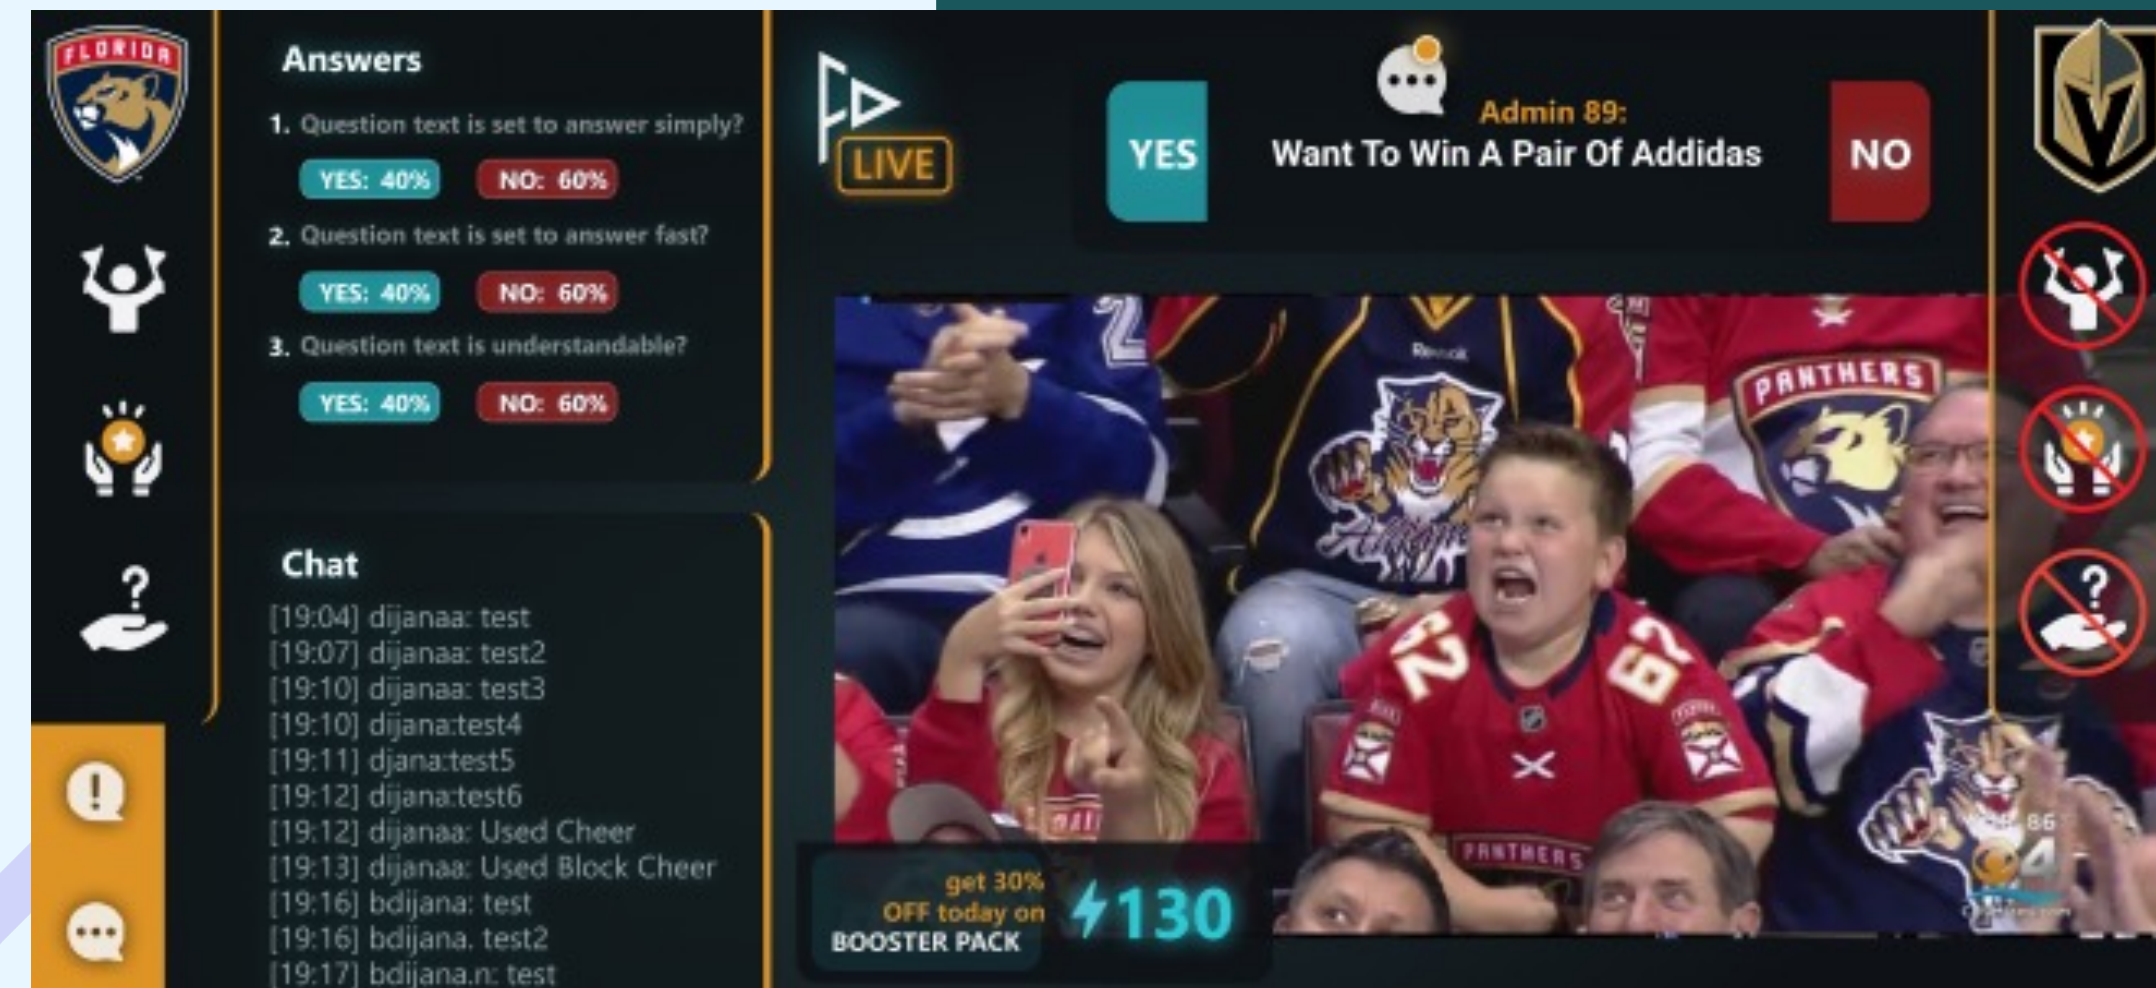 FLORIDA
Answers
1. Question text is set to answer simply?
YES: 40% NO: 60%
2. Question text is set to answer fast?
YES: 40% NO: 60%
3. Question text is understandable?
YES: 40% NO: 60%
Chat
[19:04] dijanaa: test
[19:07] dijanaa: test2
[19:10] dijanaa: test3
[19:10] dijana:test4
[19:11] djana:test5
[19:12] dijana:test6
[19:12] dijanaa: Used Cheer
[19:13] dijanaa: Used Block Cheer
[19:16] bdijana: test
[19:16] bdijana. test2
[19:17] bdijana.n: test
LIVE
YES
Admin 89:
Want To Win A Pair Of Addidas
NO
2
Reebok
PANTHERS
62 62
PANTHERS
86
4
get 30%
OFF today on
BOOSTER PACK
130